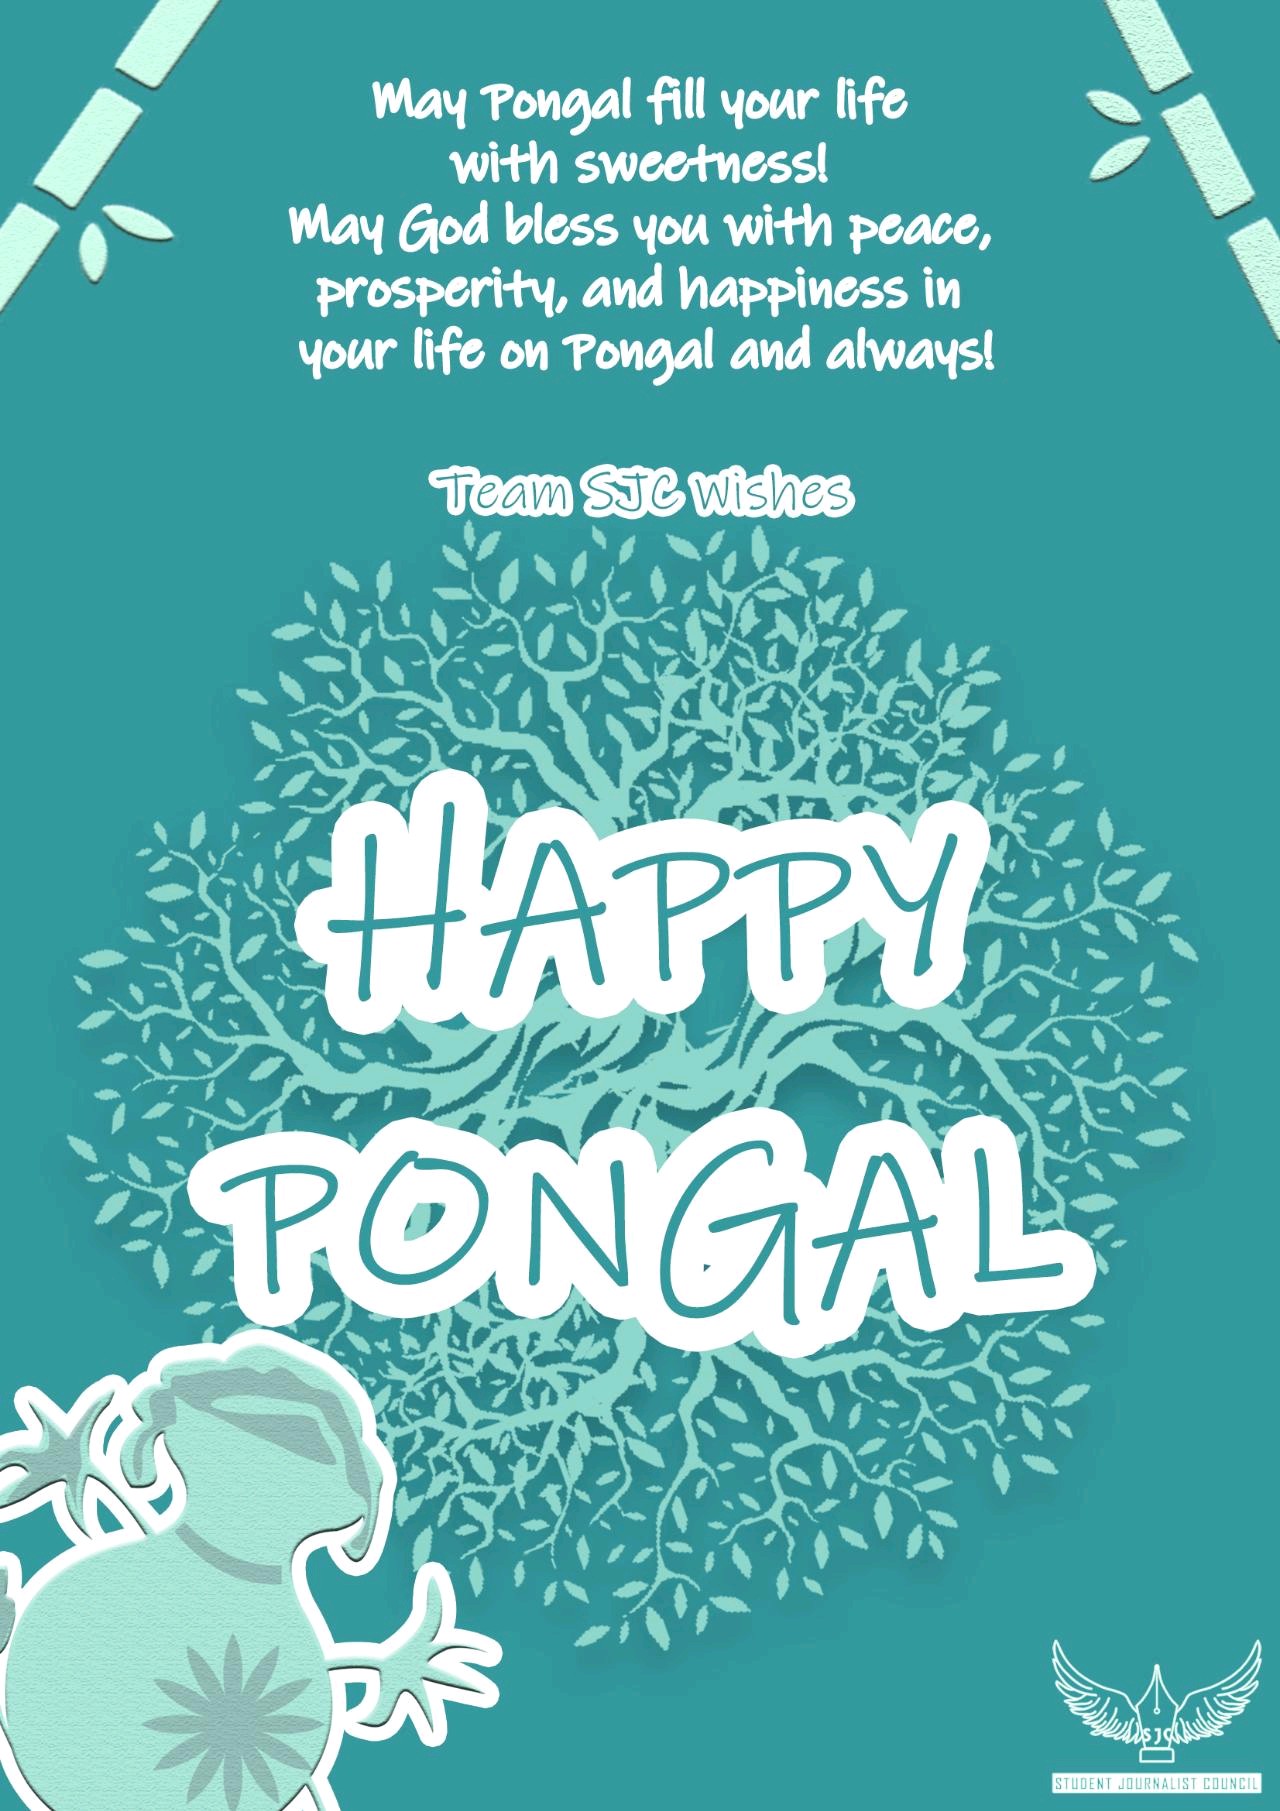 May Pongal fill your life
with sweetness!
May God bless you with peace,
prosperity, and happiness in
your life on Pongal and always!
Team SJC Wishes
HAPPY
PONGAL
SJC
STUDENT JOURNALIST COUNCIL